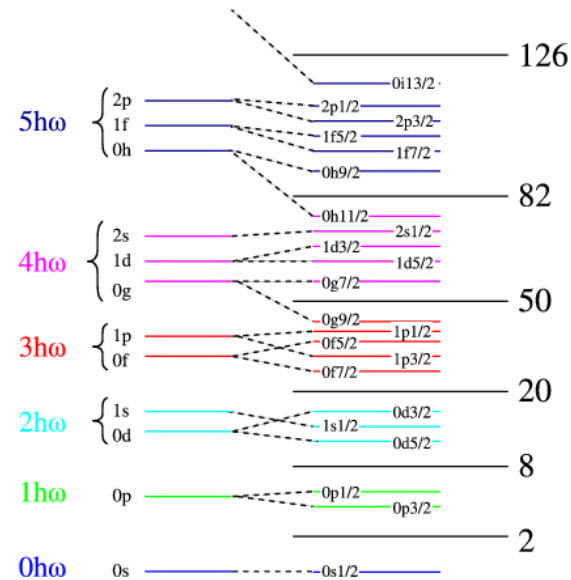 126
0i13/2
5hω
2p
2p1/2
2p3/2
1f
1f5/2
1f7/2
0h
0h9/2
82
0h11/2
4hω
2s
2s1/2
1d3/2
1d
1d5/2
0g
0g7/2
50
0g9/2
3hω
1p
1p1/2
0f5/2
0f
1p3/2
0f7/2
20
2hω
1s
0d3/2
1s1/2
0d
0d5/2
8
1hω
0p
0p1/2
0p3/2
2
0hω
0s
0s1/2